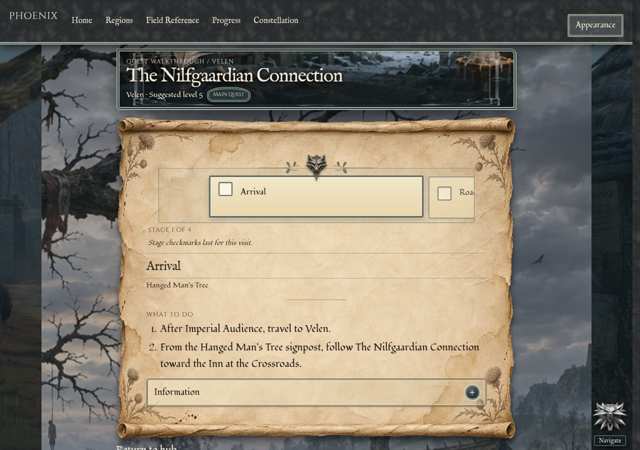 PHOENIX
Home
Regions
Field Reference
Progress
Constellation
Appearance
QUEST WALKTHROUGH / VELEN
The Nilfgaardian Connection
Velen · Suggested level 5
MAIN QUEST
Arrival
STAGE 1 OF 4
Stage checkmarks last for this visit.
Arrival
Hanged Man's Tree
WHAT TO DO
1. After Imperial Audience, travel to Velen.
2. From the Hanged Man's Tree signpost, follow The Nilfgaardian Connection
toward the Inn at the Crossroads.
Information
Return to hub
Navigate